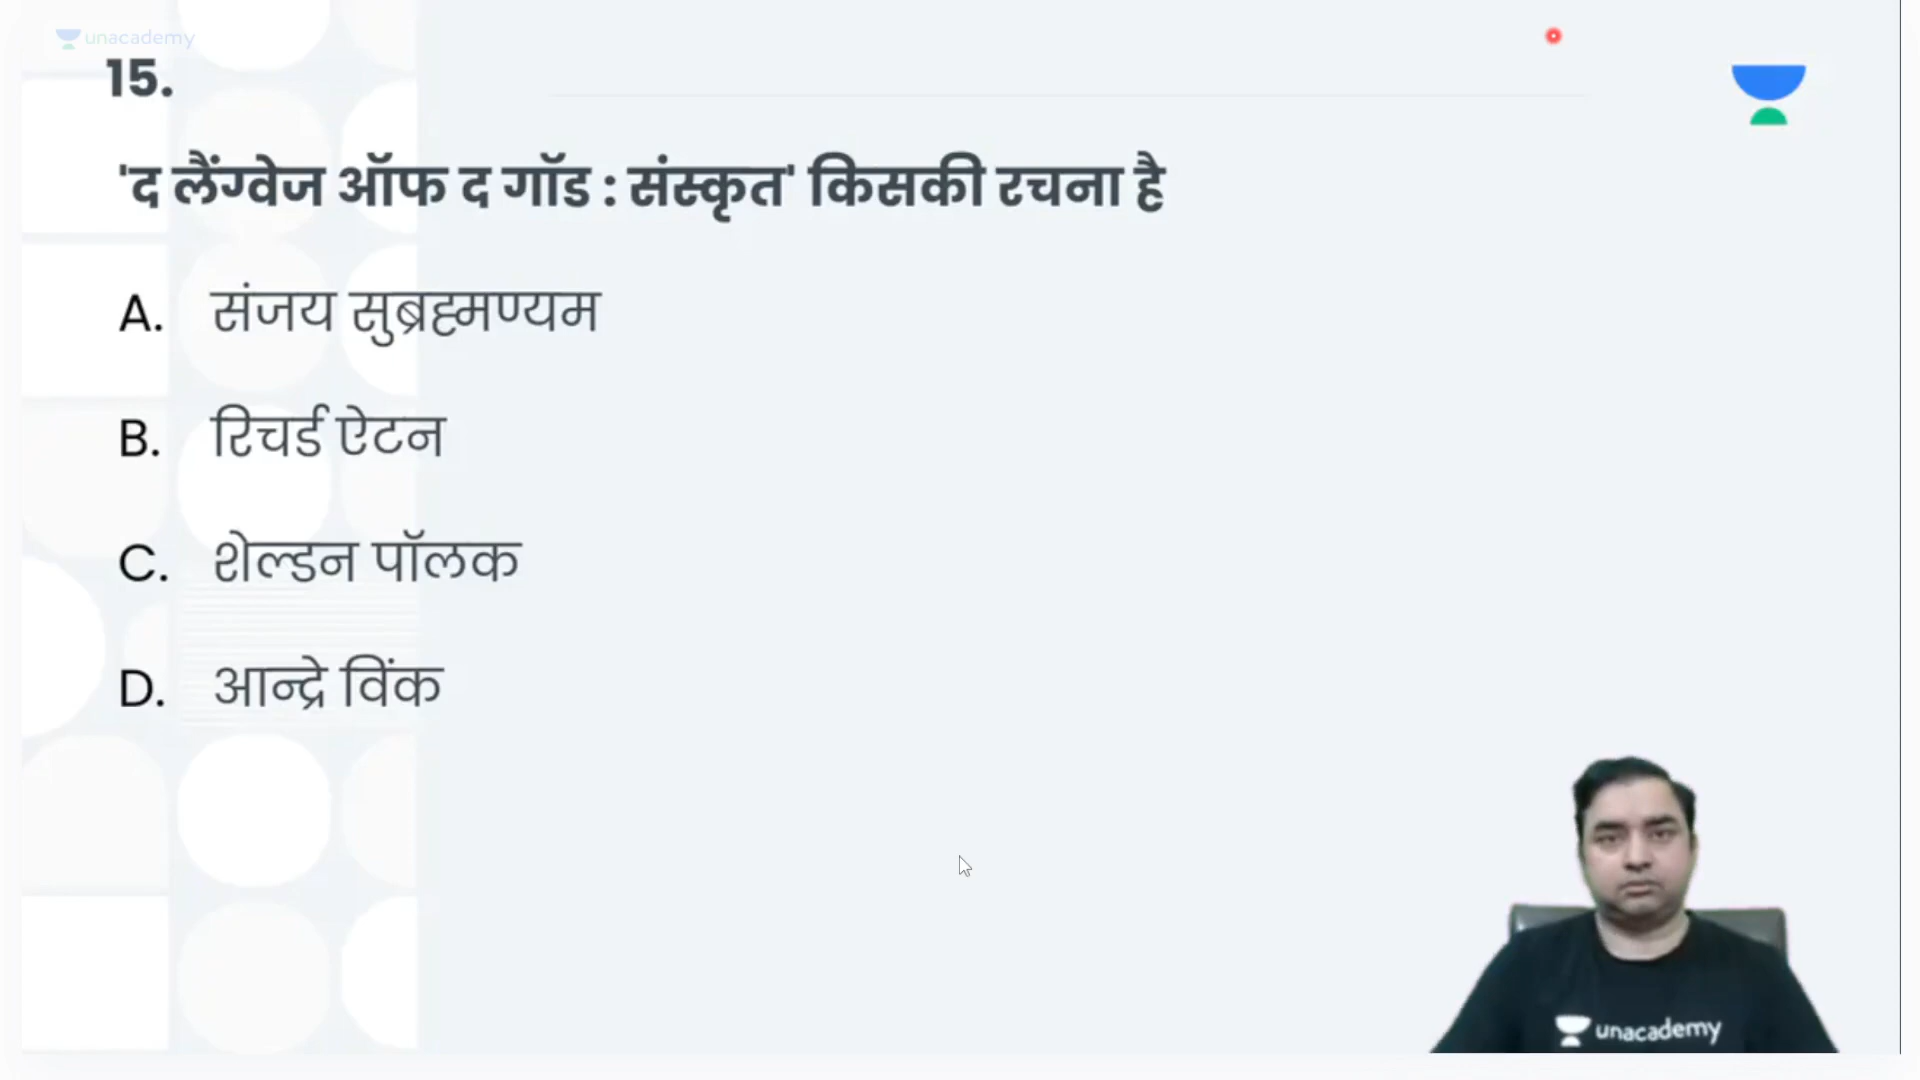 unacademy
15.
'द लैंग्वेज ऑफ द गॉड : संस्कृत' किसकी रचना है
A. संजय सुब्रह्मण्यम
B. रिचर्ड ऐटन
C. शेल्डन पॉलक
D. आन्द्रे विंक
unacademy